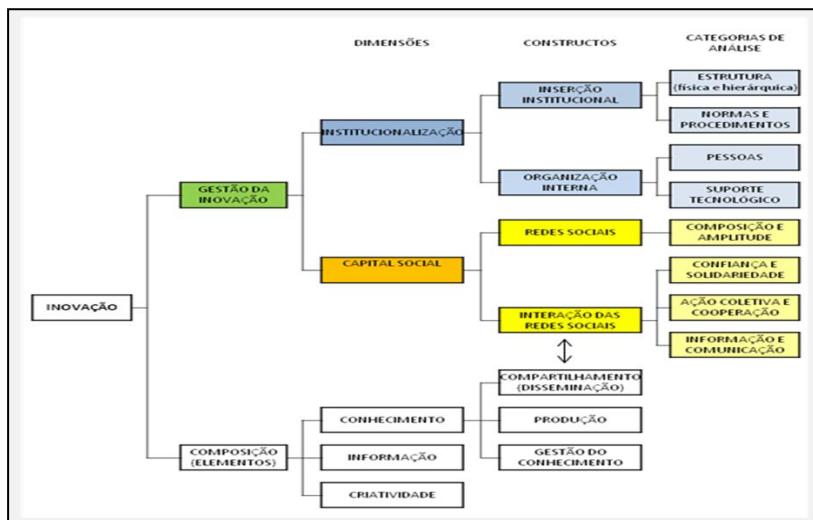 DIMENSÕES
CONSTRUCTOS
CATEGORIAS DE
ANÁLISE
ESTRUTURA
(física e hierárquica)
INSERÇÃO
INSTITUCIONAL
NORMAS E
PROCEDIMENTOS
INSTITUCIONALIZAÇÃO
PESSOAS
ORGANIZAÇÃO
INTERNA
SUPORTE
TECNOLÓGICO
GESTÃO DA
INOVAÇÃO
REDES SOCIAIS
COMPOSIÇÃO E
AMPLITUDE
CAPITAL SOCIAL
CONFIANÇA E
SOLIDARIEDADE
INOVAÇÃO
INTERAÇÃO DAS
REDES SOCIAIS
AÇÃO COLETIVA E
COOPERAÇÃO
INFORMAÇÃO E
COMUNICAÇÃO
COMPARTILHAMENTO
(DISSEMINAÇÃO)
CONHECIMENTO
PRODUÇÃO
COMPOSIÇÃO
(ELEMENTOS)
INFORMAÇÃO
GESTÃO DO
CONHECIMENTO
CRIATIVIDADE